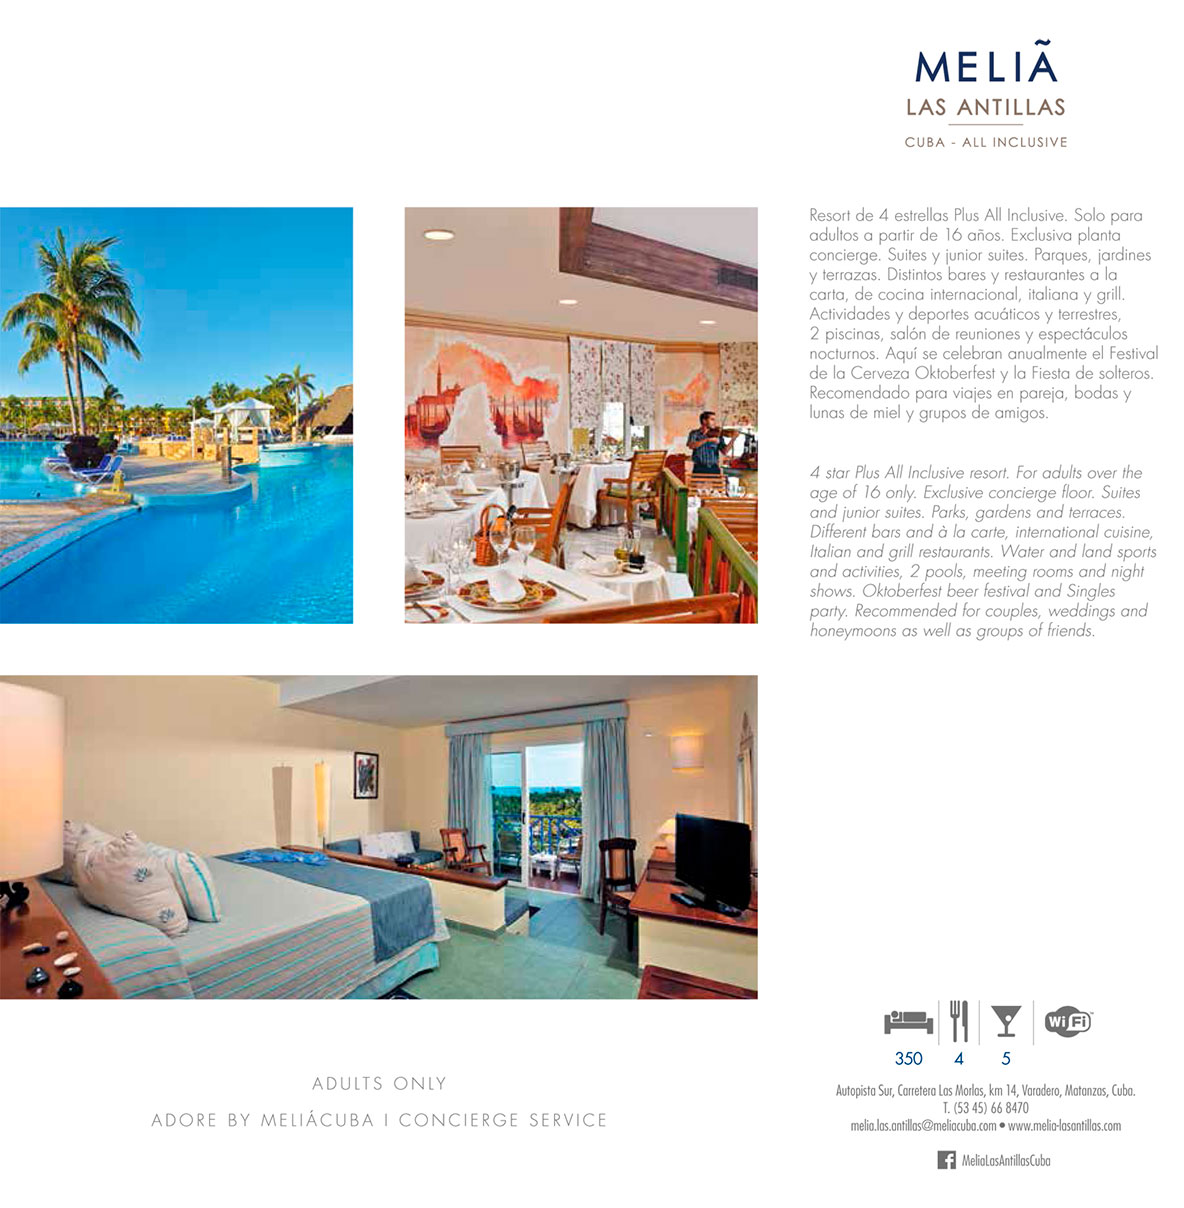 MELIÃ
LAS ANTILLAS
CUBA - ALL INCLUSIVE
Resort de 4 estrellas Plus All Inclusive. Solo para
adultos a partir de 16 años. Exclusiva planta
concierge. Suites y junior suites. Parques, jardines
y terrazas. Distintos bares y restaurantes a la
carta, de cocina internacional, italiana y grill.
Actividades y deportes acuáticos y terrestres,
2 piscinas, salón de reuniones y espectáculos
nocturnos. Aquí se celebran anualmente el Festival
de la Cerveza Oktoberfest y la Fiesta de solteros.
Recomendado para viajes en pareja, bodas y
lunas de miel y grupos de amigos.
4 star Plus All Inclusive resort. For adults over the
age of 16 only. Exclusive concierge floor. Suites
and junior suites. Parks, gardens and terraces.
Different bars and à la carte, international cuisine,
Italian and grill restaurants. Water and land sports
and activities, 2 pools, meeting rooms and night
shows. Oktoberfest beer festival and Singles
party. Recommended for couples, weddings and
honeymoons as well as groups of friends.
WiFi™
350 4 5
Autopista Sur, Carretera Las Morlas, km 14, Varadero, Matanzas, Cuba.
T. (53 45) 66 8470
melia.las.antillas@meliacuba.com • www.melia-lasantillas.com
MeliaLasAntillasCuba
ADULTS ONLY
ADORE BY MELIÁCUBA I CONCIERGE SERVICE